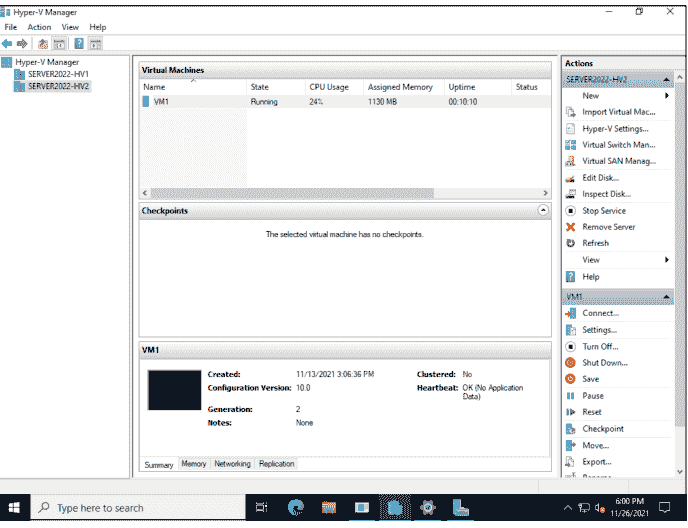 Hyper-V Manager
File Action View Help
Hyper-V Manager
SERVER2022-HV1
SERVER2022-HV2
Virtual Machines
Name State CPU Usage Assigned Memory Uptime Status
VM1 Running 24% 1130 MB 00:10:10
Checkpoints
The selected virtual machine has no checkpoints.
VM1
Created: 11/13/2021 3:06:36 PM Clustered: No
Configuration Version: 10.0 Heartbeat: OK (No Application
Data)
Generation: 2
Notes: None
Summary Memory Networking Replication
Actions
SERVER2022-HV2
New
Import Virtual Mac...
Hyper-V Settings...
Virtual Switch Man...
Virtual SAN Manag...
Edit Disk...
Inspect Disk...
Stop Service
Remove Server
Refresh
View
Help
VM1
Connect...
Settings...
Turn Off...
Shut Down...
Save
Pause
Reset
Checkpoint
Move...
Export...
Type here to search
6:00 PM
11/26/2021